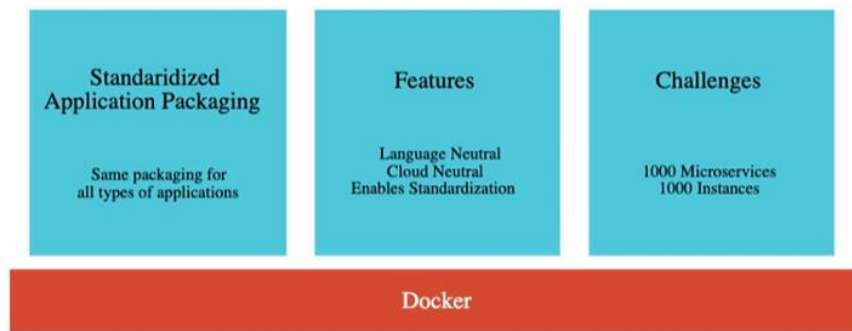 Standaridized
Application Packaging
Same packaging for
all types of applications
Features
Language Neutral
Cloud Neutral
Enables Standardization
Challenges
1000 Microservices
1000 Instances
Docker